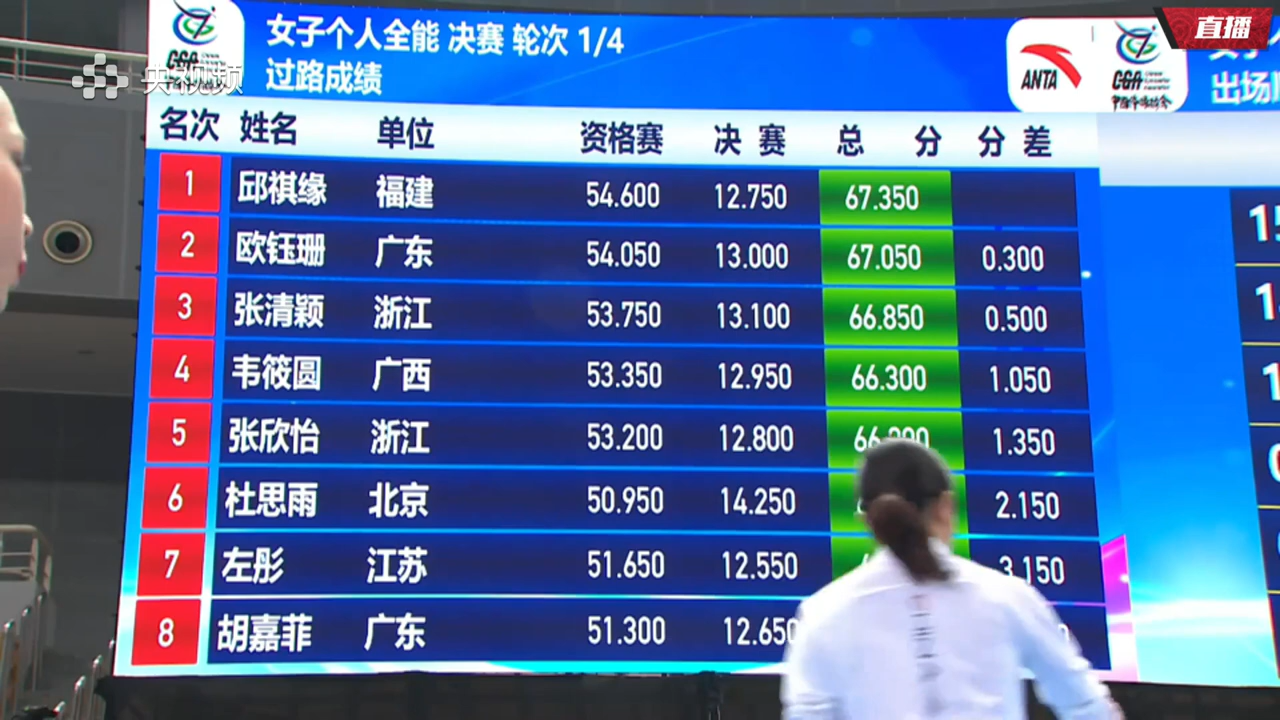 女子个人全能 决赛 轮次 1/4
过路成绩
央视频
ANTA
CGA
直播
出场
名次 姓名 单位 资格赛 决赛 总分 分差
1 邱祺缘 福建 54.600 12.750 67.350
2 欧钰珊 广东 54.050 13.000 67.050 0.300
3 张清颖 浙江 53.750 13.100 66.850 0.500
4 韦筱圆 广西 53.350 12.950 66.300 1.050
5 张欣怡 浙江 53.200 12.800 1.350
6 杜思雨 北京 50.950 14.250 2.150
7 左彤 江苏 51.650 12.550 3.150
8 胡嘉菲 广东 51.300 12.650